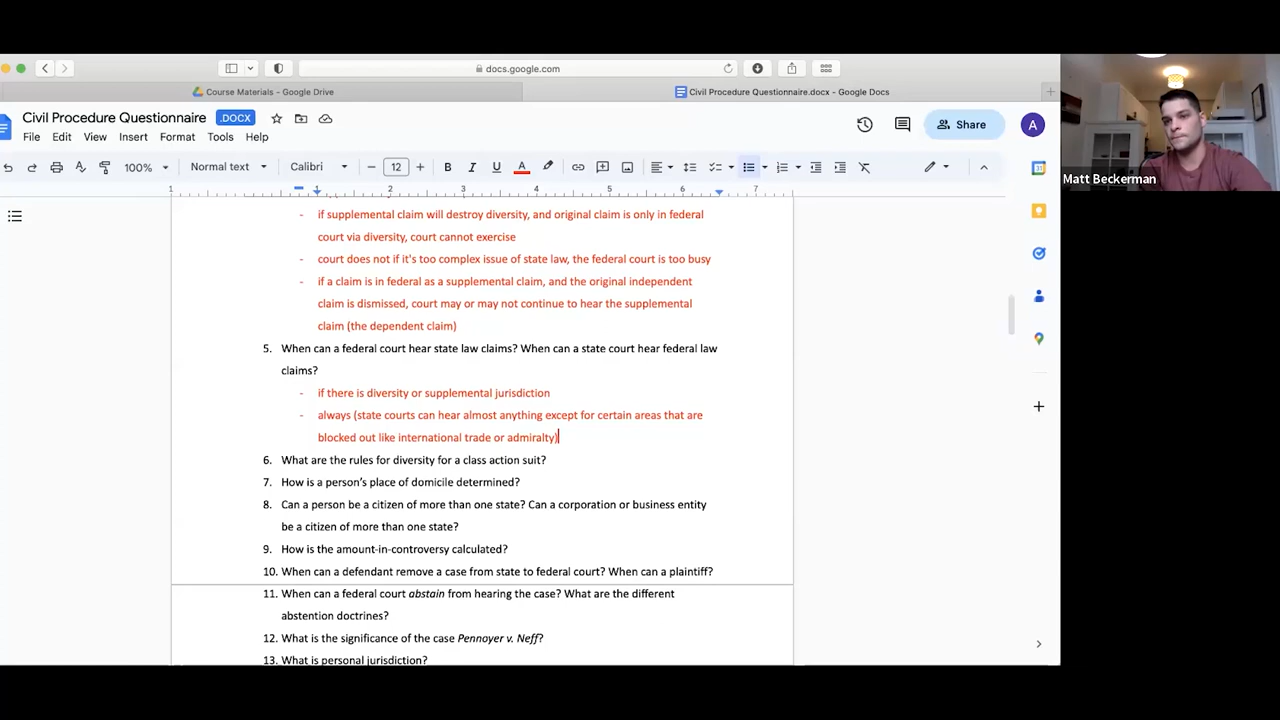 docs.google.com
Course Materials – Google Drive
Civil Procedure Questionnaire.docx - Google Docs
Civil Procedure Questionnaire .DOCX
Share
A
File Edit View Insert Format Tools Help
100% Normal text Calibri − 12 + B I U A
1 1 2 3 4 5 6 7
- if supplemental claim will destroy diversity, and original claim is only in federal
court via diversity, court cannot exercise
- court does not if it's too complex issue of state law, the federal court is too busy
- if a claim is in federal as a supplemental claim, and the original independent
claim is dismissed, court may or may not continue to hear the supplemental
claim (the dependent claim)
5. When can a federal court hear state law claims? When can a state court hear federal law
claims?
- if there is diversity or supplemental jurisdiction
- always (state courts can hear almost anything except for certain areas that are
blocked out like international trade or admiralty)
6. What are the rules for diversity for a class action suit?
7. How is a person's place of domicile determined?
8. Can a person be a citizen of more than one state? Can a corporation or business entity
be a citizen of more than one state?
9. How is the amount-in-controversy calculated?
10. When can a defendant remove a case from state to federal court? When can a plaintiff?
11. When can a federal court abstain from hearing the case? What are the different
abstention doctrines?
12. What is the significance of the case Pennoyer v. Neff?
13. What is personal jurisdiction?
Matt Beckerman